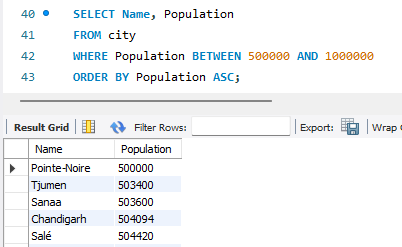 40 SELECT Name, Population
41 FROM city
42 WHERE Population BETWEEN 500000 AND 1000000
43 ORDER BY Population ASC;
Result Grid Filter Rows: Export: Wrap C
Name Population
Pointe-Noire 500000
Tjumen 503400
Sanaa 503600
Chandigarh 504094
Salé 504420